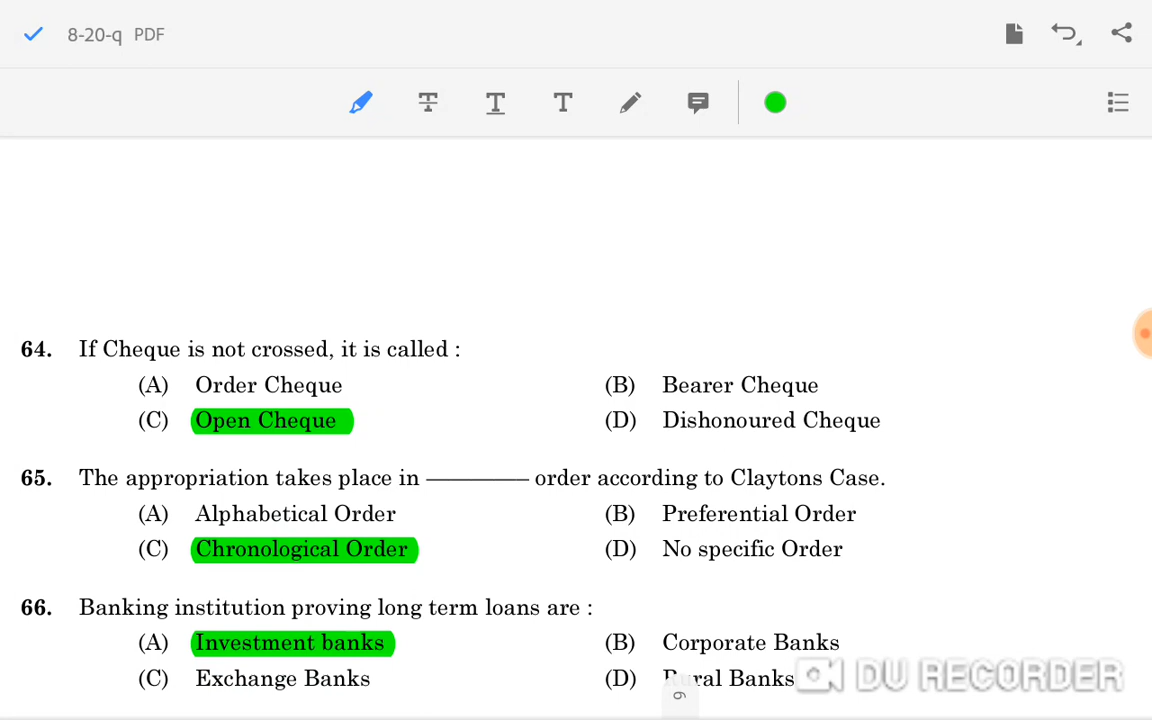 8-20-q PDF
64. If Cheque is not crossed, it is called :
(A) Order Cheque (B) Bearer Cheque
(C) Open Cheque (D) Dishonoured Cheque
65. The appropriation takes place in ———— order according to Claytons Case.
(A) Alphabetical Order (B) Preferential Order
(C) Chronological Order (D) No specific Order
66. Banking institution proving long term loans are :
(A) Investment banks (B) Corporate Banks
(C) Exchange Banks (D) Rural Banks
DU RECORDER